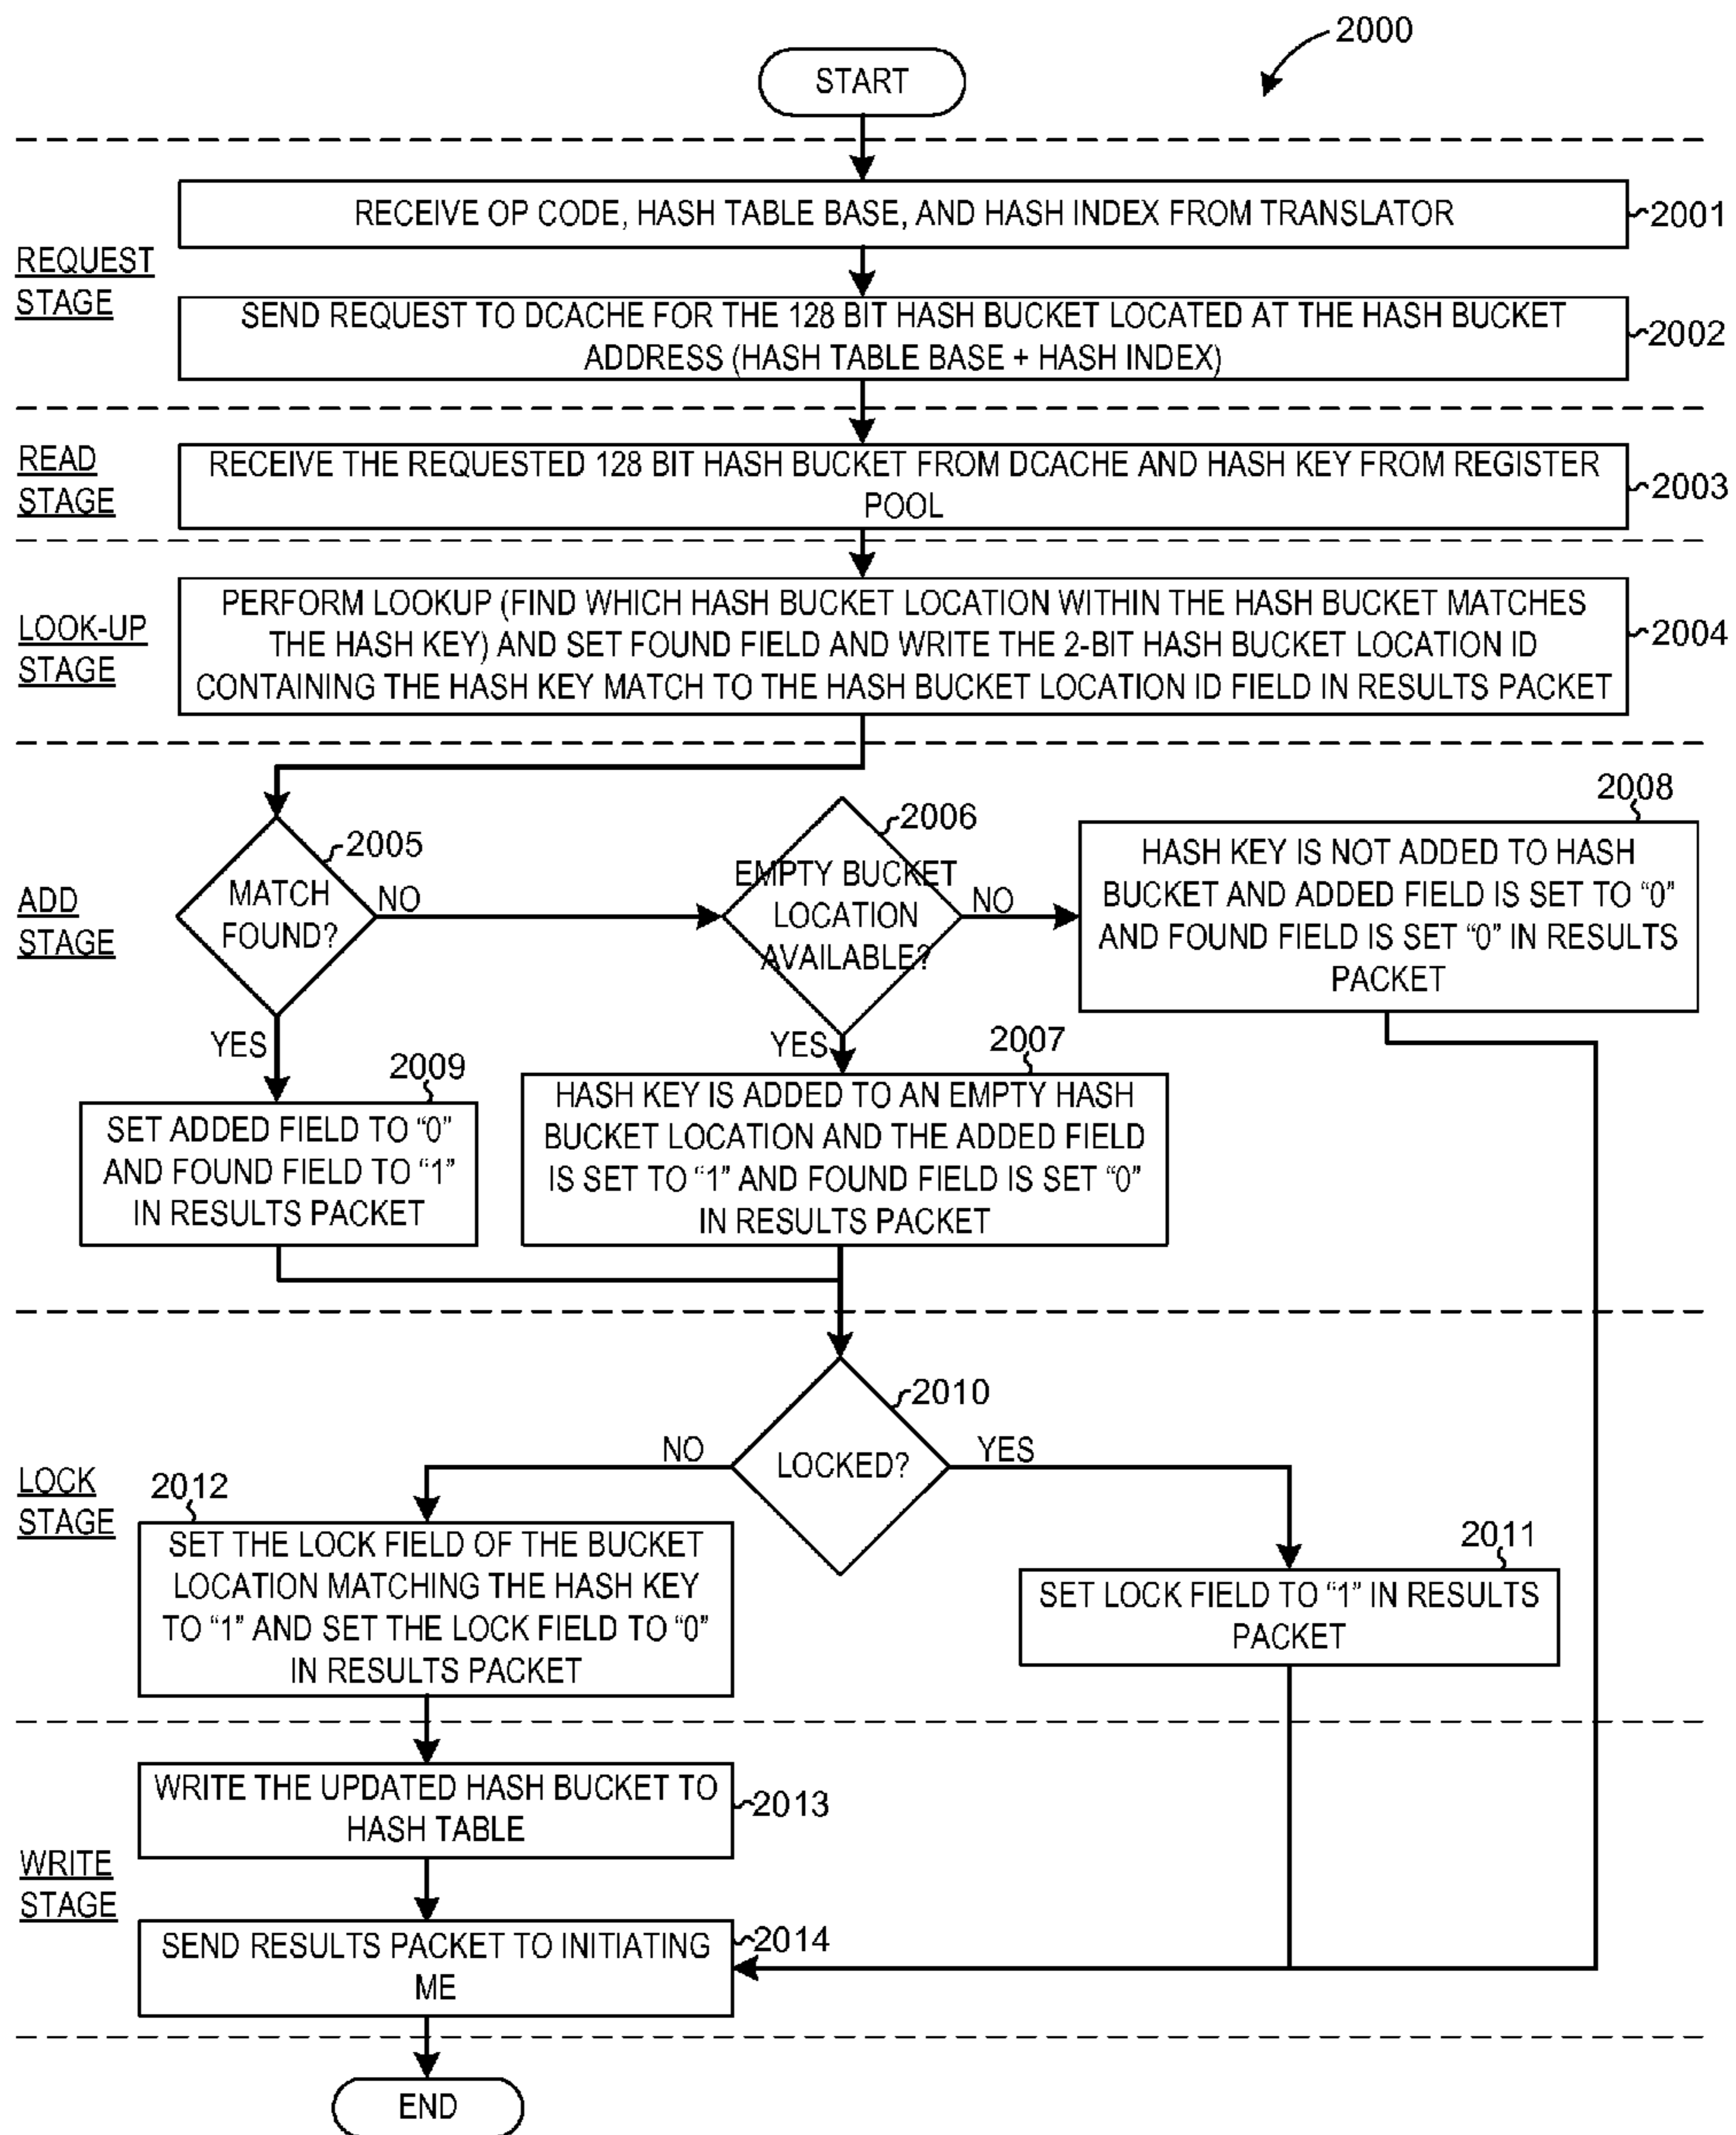 2000
START
RECEIVE OP CODE, HASH TABLE BASE, AND HASH INDEX FROM TRANSLATOR
2001
REQUEST
STAGE
SEND REQUEST TO DCACHE FOR THE 128 BIT HASH BUCKET LOCATED AT THE HASH BUCKET
ADDRESS (HASH TABLE BASE + HASH INDEX)
2002
READ
STAGE
RECEIVE THE REQUESTED 128 BIT HASH BUCKET FROM DCACHE AND HASH KEY FROM REGISTER
POOL
2003
LOOK-UP
STAGE
PERFORM LOOKUP (FIND WHICH HASH BUCKET LOCATION WITHIN THE HASH BUCKET MATCHES
THE HASH KEY) AND SET FOUND FIELD AND WRITE THE 2-BIT HASH BUCKET LOCATION ID
CONTAINING THE HASH KEY MATCH TO THE HASH BUCKET LOCATION ID FIELD IN RESULTS PACKET
2004
ADD
STAGE
2005
MATCH
FOUND?
NO
YES
2006
EMPTY BUCKET
LOCATION
AVAILABLE?
NO
YES
2008
HASH KEY IS NOT ADDED TO HASH
BUCKET AND ADDED FIELD IS SET TO “0”
AND FOUND FIELD IS SET “0” IN RESULTS
PACKET
2009
SET ADDED FIELD TO “0”
AND FOUND FIELD TO “1”
IN RESULTS PACKET
2007
HASH KEY IS ADDED TO AN EMPTY HASH
BUCKET LOCATION AND THE ADDED FIELD
IS SET TO “1” AND FOUND FIELD IS SET “0”
IN RESULTS PACKET
LOCK
STAGE
2010
LOCKED?
NO
YES
2012
SET THE LOCK FIELD OF THE BUCKET
LOCATION MATCHING THE HASH KEY
TO “1” AND SET THE LOCK FIELD TO “0”
IN RESULTS PACKET
2011
SET LOCK FIELD TO “1” IN RESULTS
PACKET
WRITE
STAGE
WRITE THE UPDATED HASH BUCKET TO
HASH TABLE
2013
SEND RESULTS PACKET TO INITIATING
ME
2014
END